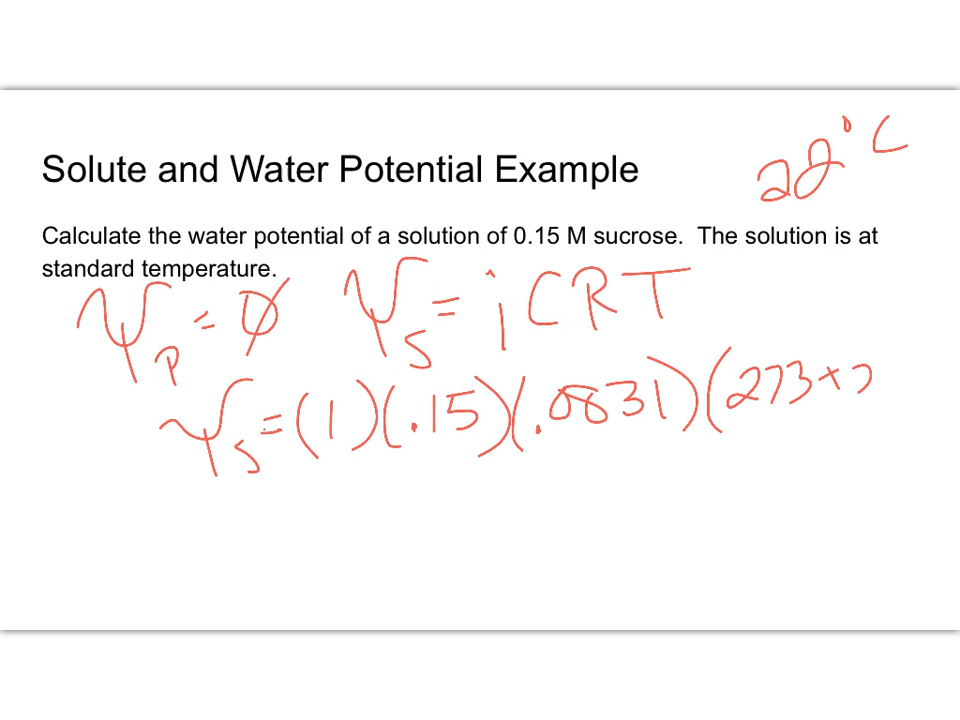 Solute and Water Potential Example
22°C
Calculate the water potential of a solution of 0.15 M sucrose. The solution is at
standard temperature.
Ψp = 0 Ψs = iCRT
Ψs = (1)(.15)(.0831)(273+